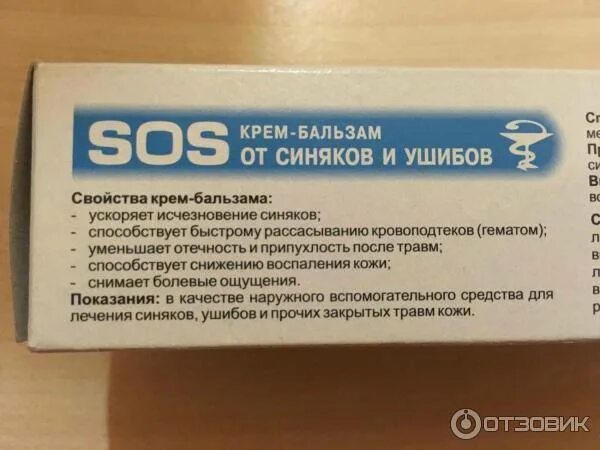 SOS
КРЕМ-БАЛЬЗАМ
ОТ СИНЯКОВ И УШИБОВ
Свойства крем-бальзама:
- ускоряет исчезновение синяков;
- способствует быстрому рассасыванию кровоподтеков (гематом);
- уменьшает отечность и припухлость после травм;
- способствует снижению воспаления кожи;
- снимает болевые ощущения.
Показания: в качестве наружного вспомогательного средства для
лечения синяков, ушибов и прочих закрытых травм кожи.
ОТЗОВИК